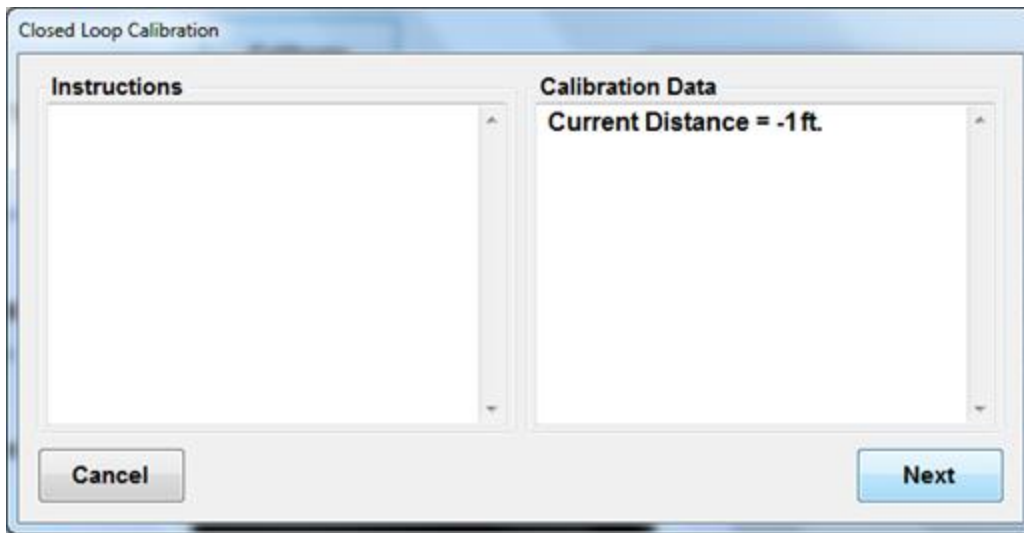 Closed Loop Calibration
Instructions
Calibration Data
Current Distance = -1 ft.
Cancel
Next